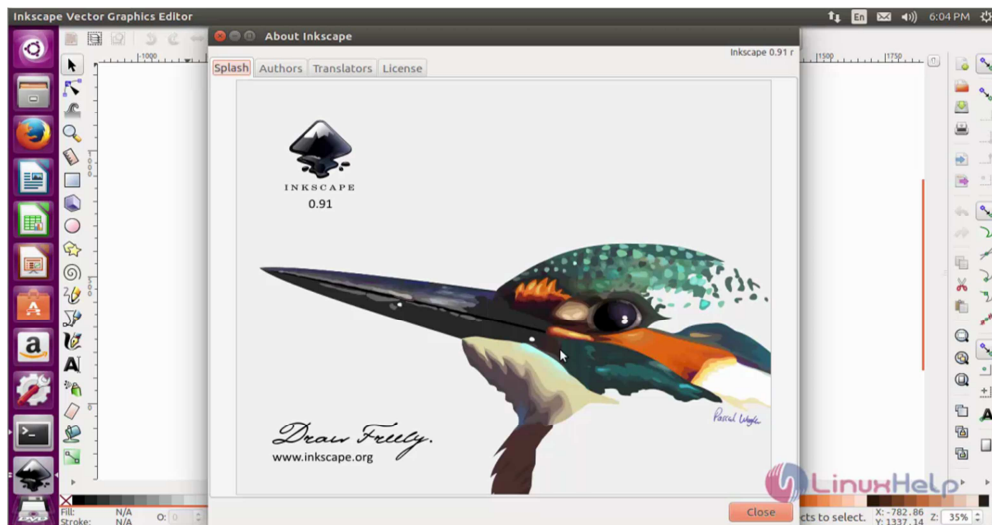 Inkscape Vector Graphics Editor
En
6:04 PM
About Inkscape
Inkscape 0.91 r
Splash
Authors
Translators
License
-1000
1500
1750
INKSCAPE
0.91
Draw Freely.
www.inkscape.org
LinuxHelp
Close
Fill: N/A
Stroke: N/A
O: 0
cts to select.
X: -782.86
Y: 1337.14
Z: 35%